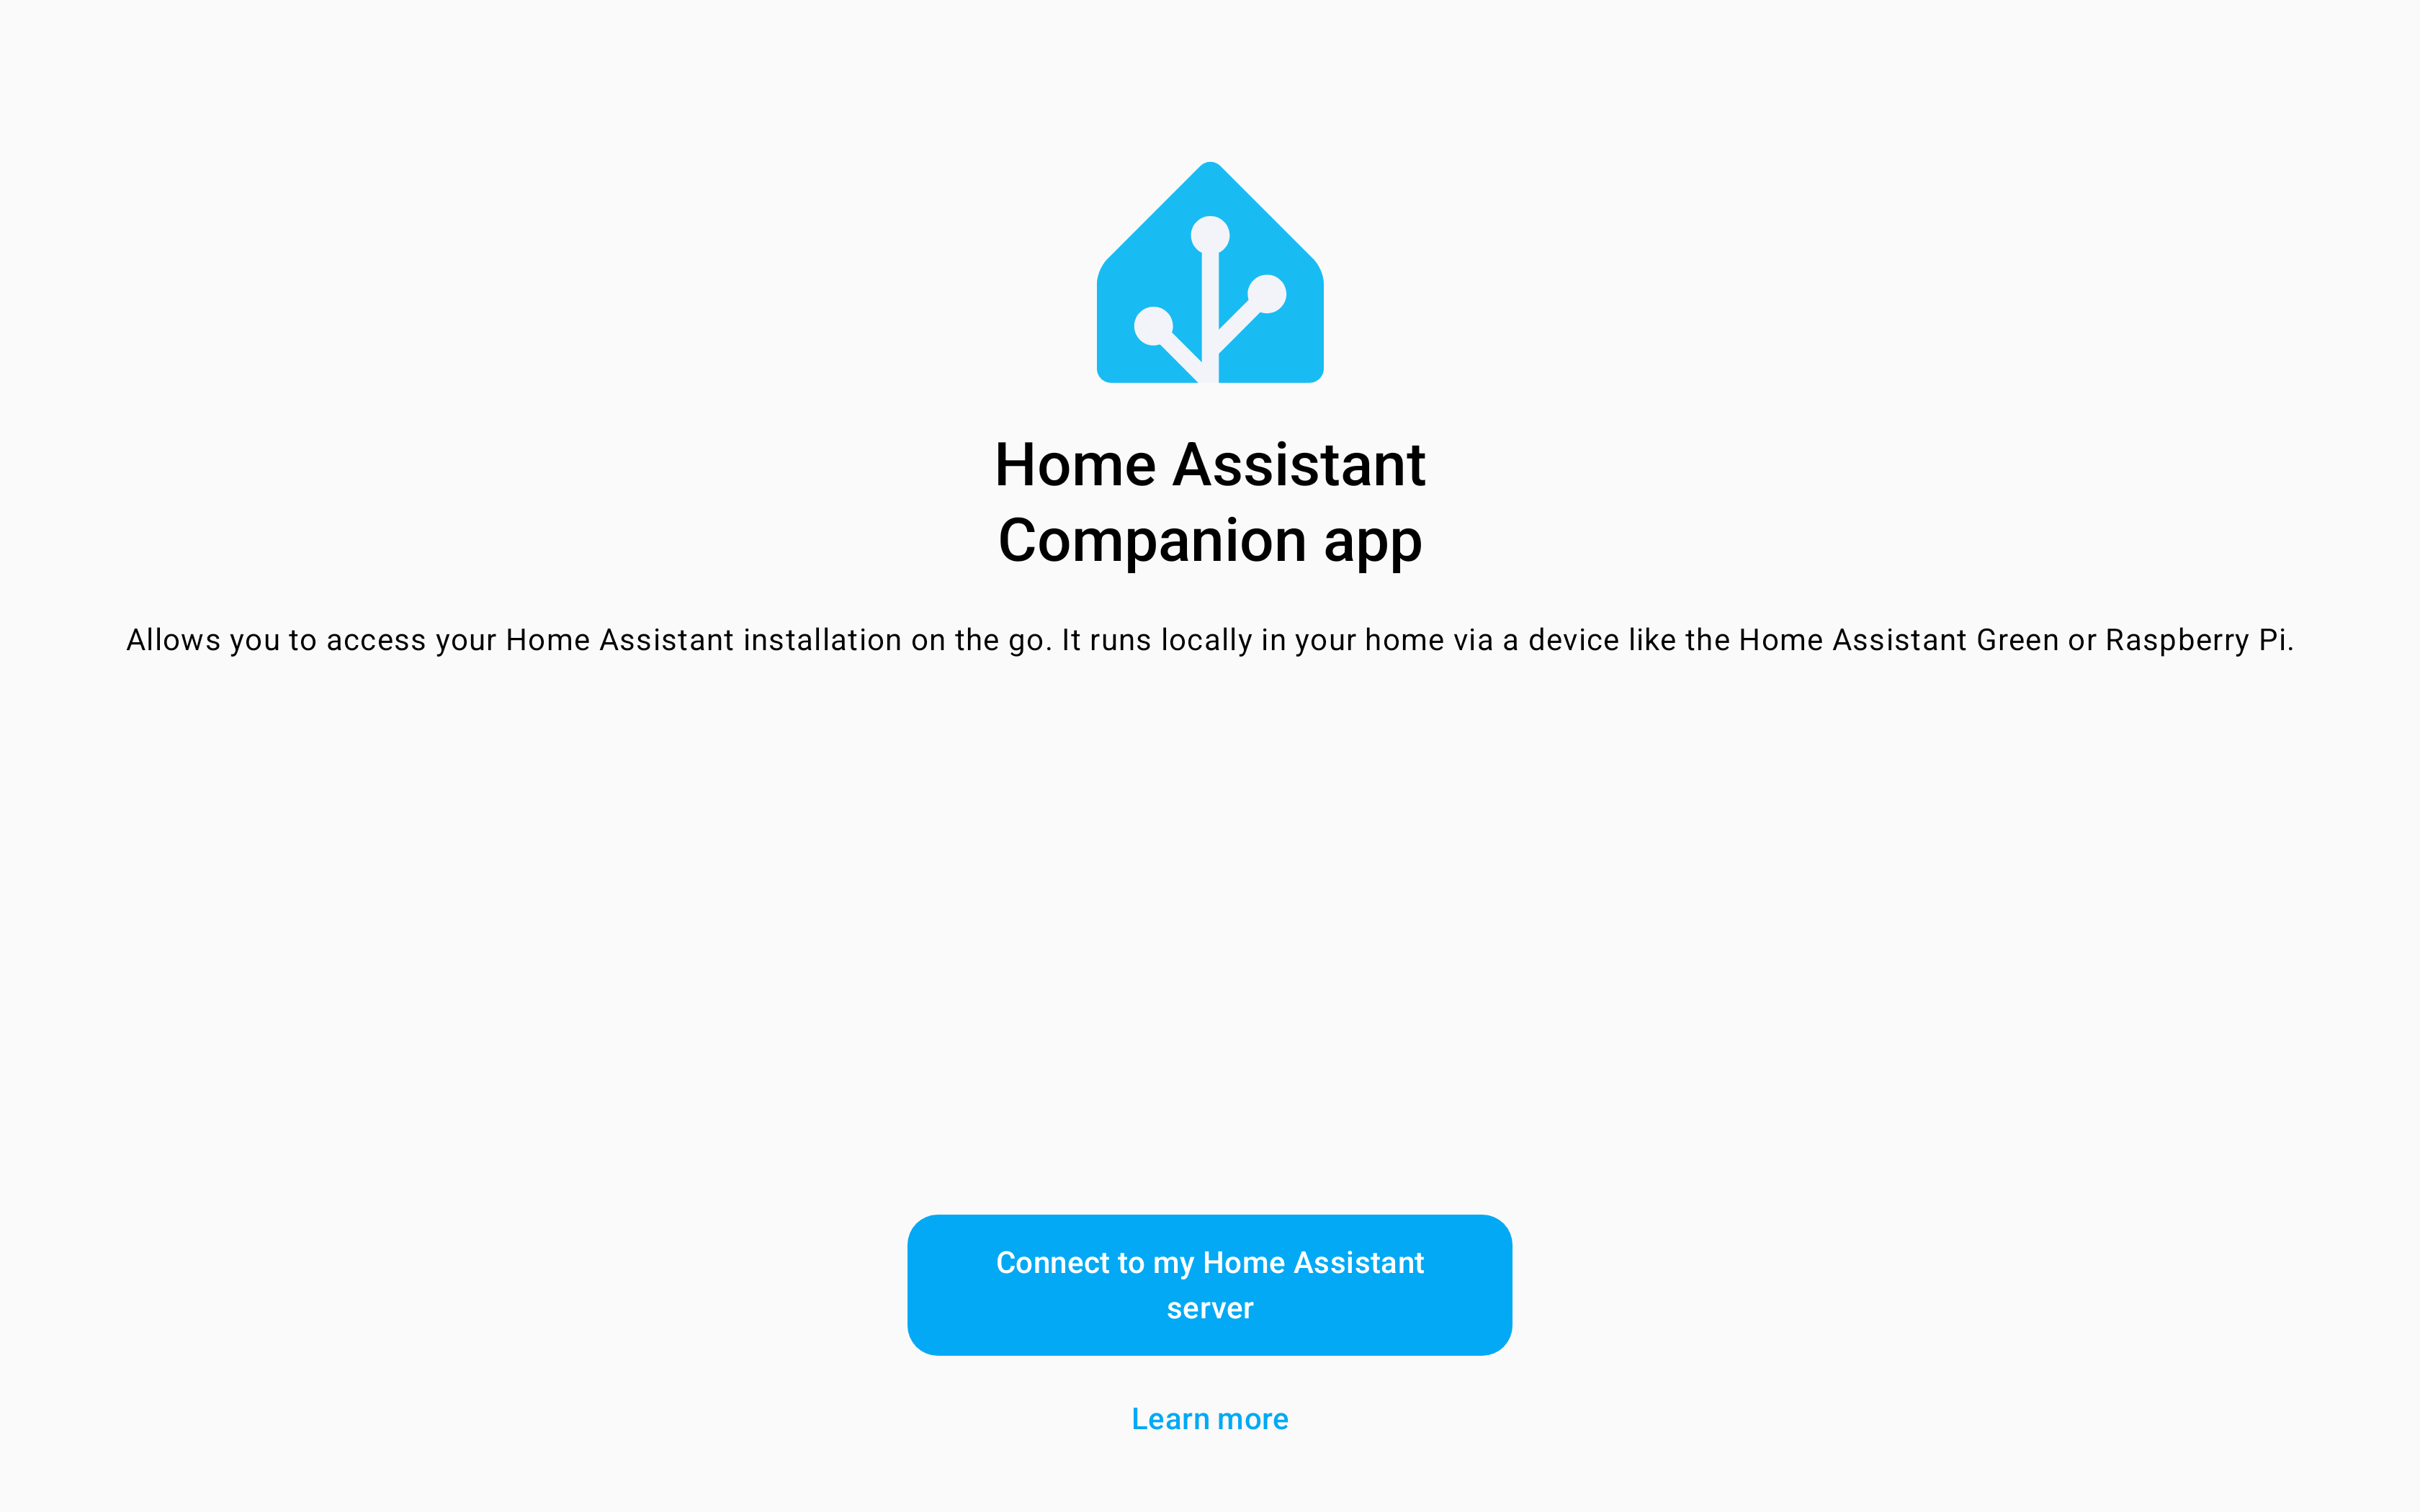 Home Assistant
Companion app
Allows you to access your Home Assistant installation on the go. It runs locally in your home via a device like the Home Assistant Green or Raspberry Pi.
Connect to my Home Assistant
server
Learn more